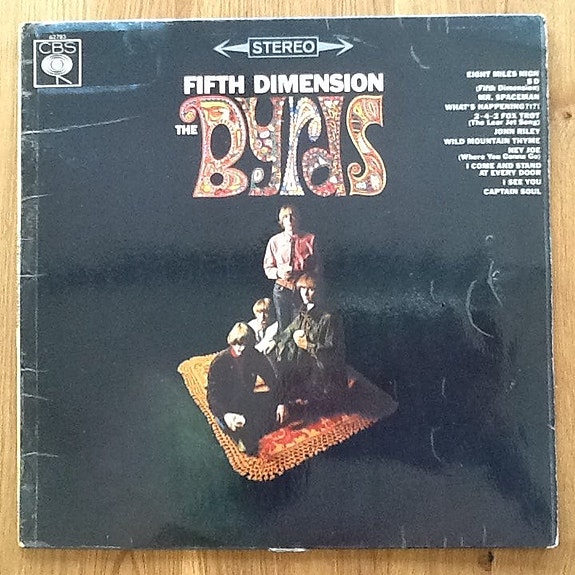 62783
CBS
STEREO
FIFTH DIMENSION
THE BYRDS
EIGHT MILES HIGH
5 D
(Fifth Dimension)
MR. SPACEMAN
WHAT'S HAPPENING?!?!
2-4-2 FOX TROT
(The Lear Jet Song)
JOHN RILEY
WILD MOUNTAIN THYME
HEY JOE
(Where You Gonna Go)
I COME AND STAND
AT EVERY DOOR
I SEE YOU
CAPTAIN SOUL